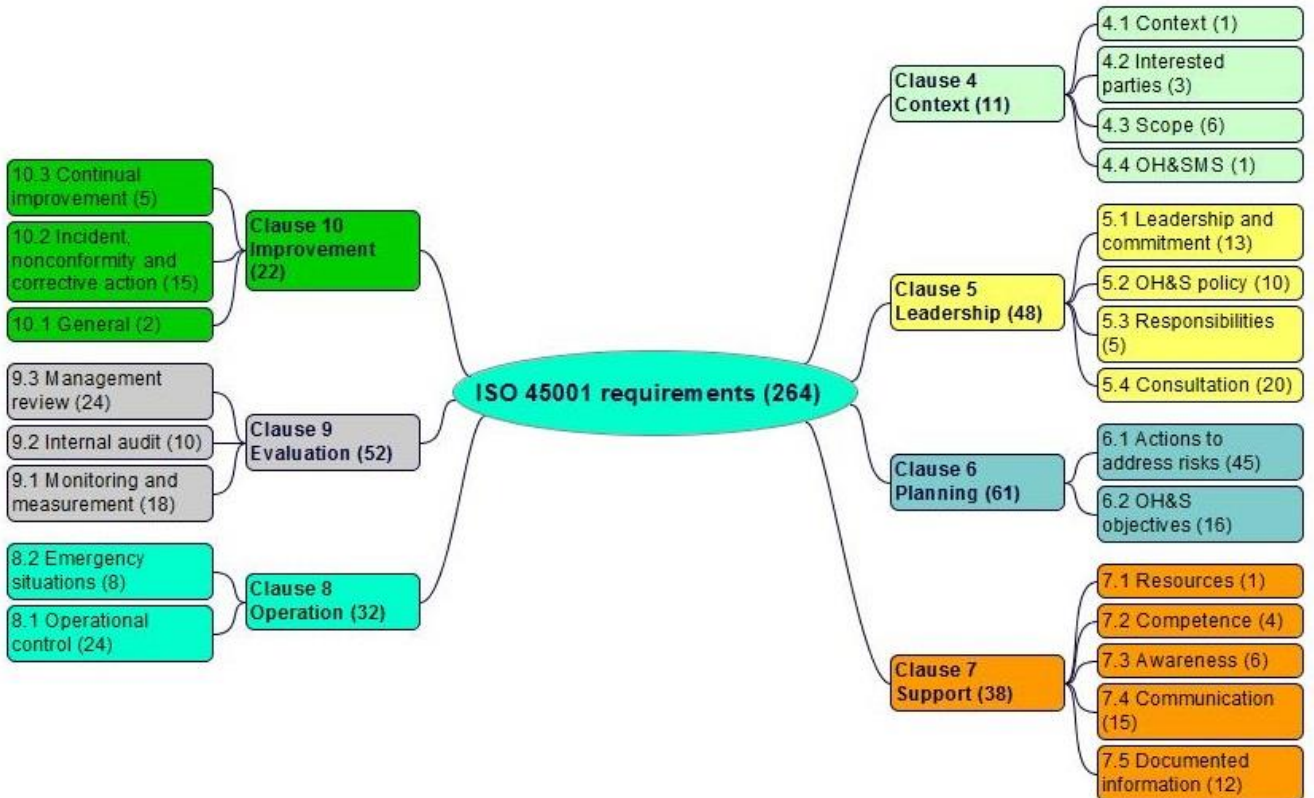 ISO 45001 requirements (264)
Clause 4
Context (11)
4.1 Context (1)
4.2 Interested
parties (3)
4.3 Scope (6)
4.4 OH&SMS (1)
Clause 5
Leadership (48)
5.1 Leadership and
commitment (13)
5.2 OH&S policy (10)
5.3 Responsibilities
(5)
5.4 Consultation (20)
Clause 6
Planning (61)
6.1 Actions to
address risks (45)
6.2 OH&S
objectives (16)
Clause 7
Support (38)
7.1 Resources (1)
7.2 Competence (4)
7.3 Awareness (6)
7.4 Communication
(15)
7.5 Documented
information (12)
Clause 8
Operation (32)
8.2 Emergency
situations (8)
8.1 Operational
control (24)
Clause 9
Evaluation (52)
9.3 Management
review (24)
9.2 Internal audit (10)
9.1 Monitoring and
measurement (18)
Clause 10
Improvement
(22)
10.3 Continual
improvement (5)
10.2 Incident,
nonconformity and
corrective action (15)
10.1 General (2)